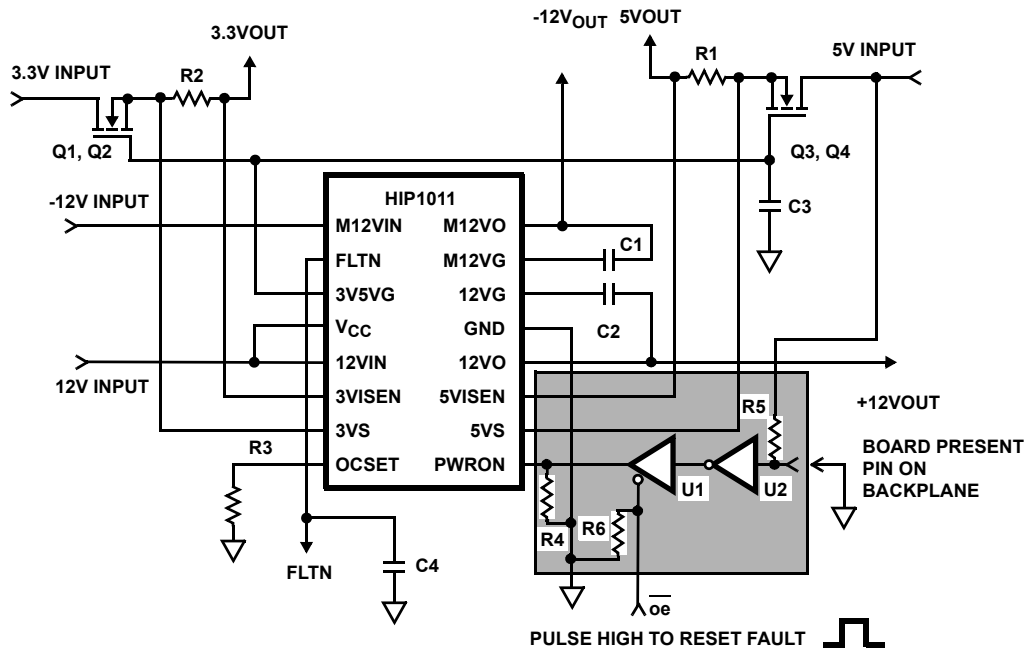 -12VOUT 5VOUT
3.3VOUT
R1
5V INPUT
3.3V INPUT
R2
Q1, Q2
Q3, Q4
HIP1011
C3
-12V INPUT
M12VIN
M12VO
C1
FLTN
M12VG
3V5VG
12VG
VCC
GND
C2
12VIN
12VO
12V INPUT
3VISEN
5VISEN
R5
+12VOUT
3VS
5VS
R3
OCSET
PWRON
U1
U2
BOARD PRESENT
PIN ON
BACKPLANE
R4
R6
FLTN
C4
oe
PULSE HIGH TO RESET FAULT